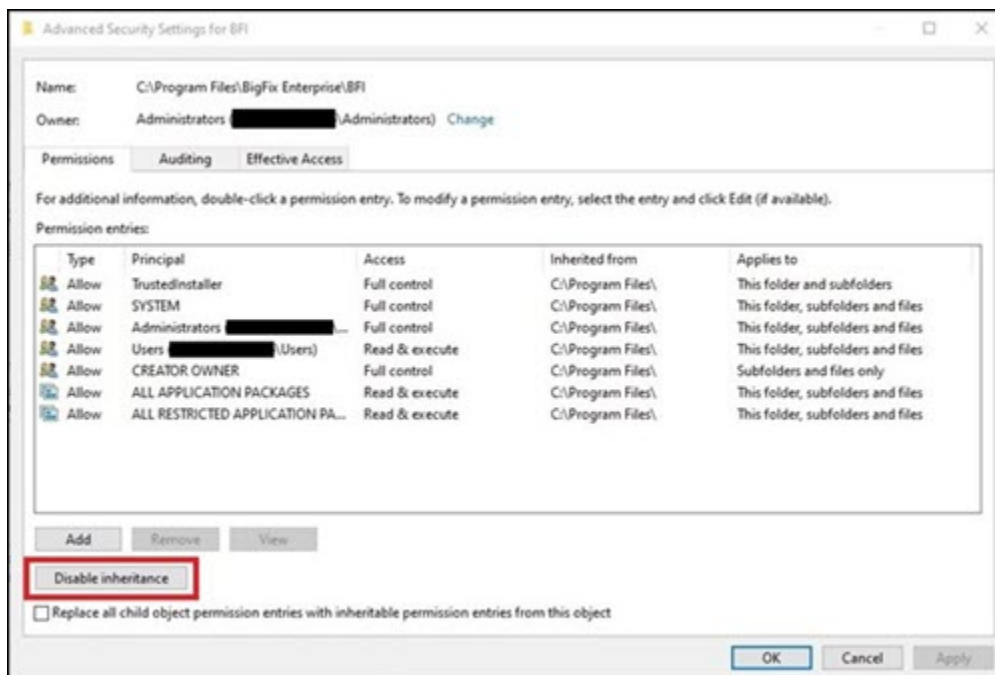 Advanced Security Settings for BFI
Name: C:\Program Files\BigFix Enterprise\BFI
Owner: Administrators ( \Administrators) Change
Permissions Auditing Effective Access
For additional information, double-click a permission entry. To modify a permission entry, select the entry and click Edit (if available).
Permission entries:
Type Principal Access Inherited from Applies to
Allow TrustedInstaller Full control C:\Program Files\ This folder and subfolders
Allow SYSTEM Full control C:\Program Files\ This folder, subfolders and files
Allow Administrators ( \... Full control C:\Program Files\ This folder, subfolders and files
Allow Users ( \Users) Read & execute C:\Program Files\ This folder, subfolders and files
Allow CREATOR OWNER Full control C:\Program Files\ Subfolders and files only
Allow ALL APPLICATION PACKAGES Read & execute C:\Program Files\ This folder, subfolders and files
Allow ALL RESTRICTED APPLICATION PA... Read & execute C:\Program Files\ This folder, subfolders and files
Add Remove View
Disable inheritance
Replace all child object permission entries with inheritable permission entries from this object
OK Cancel Apply